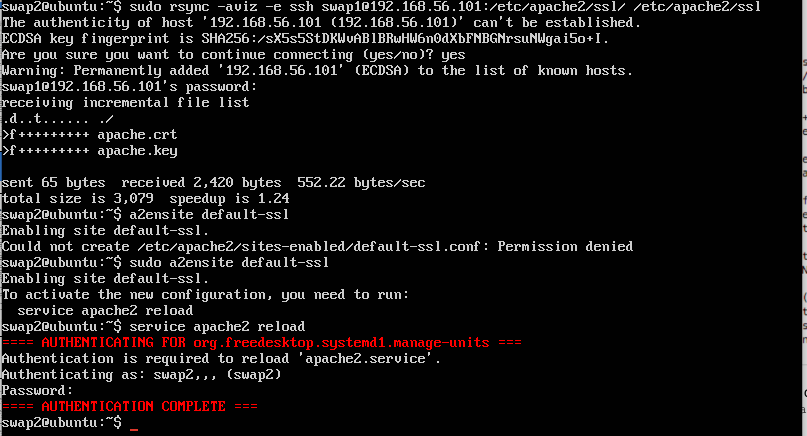 swap2@ubuntu:~$ sudo rsync -aviz -e ssh swap1@192.168.56.101:/etc/apache2/ssl/ /etc/apache2/ssl
The authenticity of host '192.168.56.101 (192.168.56.101)' can't be established.
ECDSA key fingerprint is SHA256:/sX5s5StDKWvABlBRwHW6n0dXbFNBGNrsuNWgai5o+I.
Are you sure you want to continue connecting (yes/no)? yes
Warning: Permanently added '192.168.56.101' (ECDSA) to the list of known hosts.
swap1@192.168.56.101's password:
receiving incremental file list
.d..t...... ./
>f+++++++++ apache.crt
>f+++++++++ apache.key
sent 65 bytes  received 2,420 bytes  552.22 bytes/sec
total size is 3,079  speedup is 1.24
swap2@ubuntu:~$ a2ensite default-ssl
Enabling site default-ssl.
Could not create /etc/apache2/sites-enabled/default-ssl.conf: Permission denied
swap2@ubuntu:~$ sudo a2ensite default-ssl
Enabling site default-ssl.
To activate the new configuration, you need to run:
  service apache2 reload
swap2@ubuntu:~$ service apache2 reload
==== AUTHENTICATING FOR org.freedesktop.systemd1.manage-units ===
Authentication is required to reload 'apache2.service'.
Authenticating as: swap2,,, (swap2)
Password:
==== AUTHENTICATION COMPLETE ===
swap2@ubuntu:~$ _